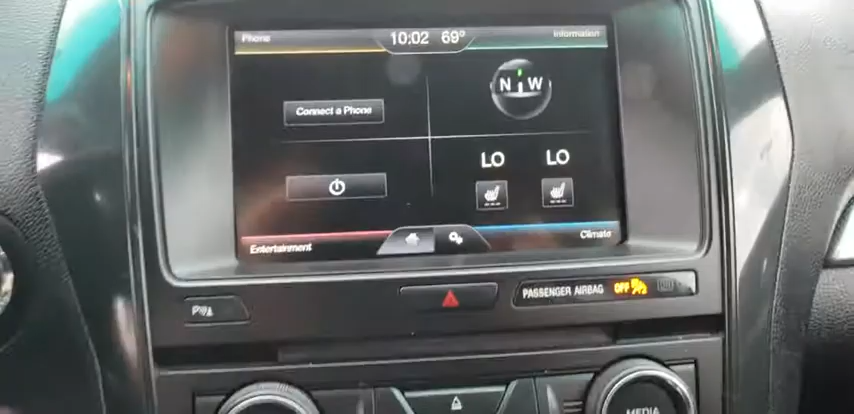 Phone 10:02 69° Information
N W
Connect a Phone
LO LO
Entertainment Climate
P
PASSENGER AIRBAG OFF
MEDIA